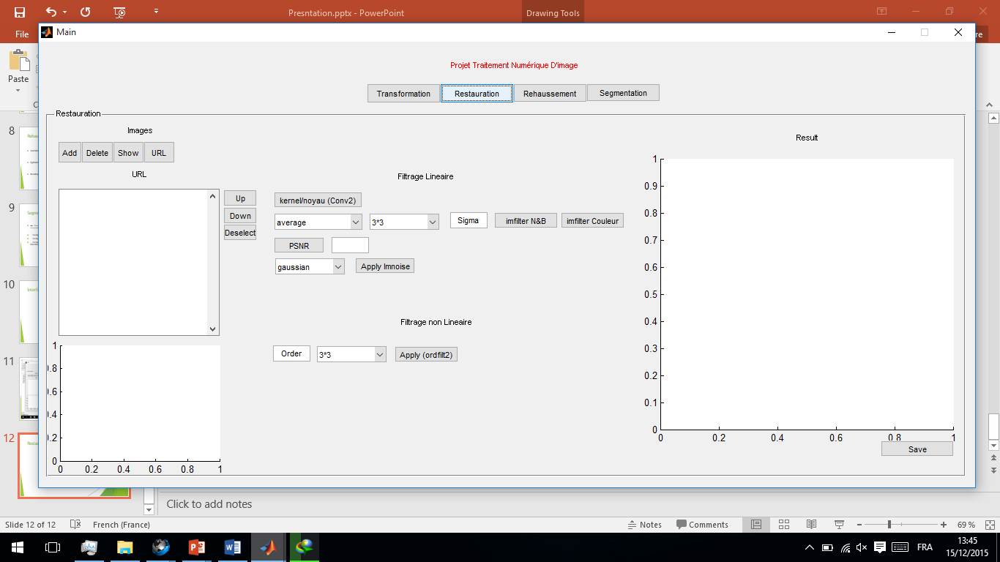 Presntation.pptx - PowerPoint
Drawing Tools
File
re
Paste
Main
Projet Traitement Numérique D'image
Transformation
Restauration
Rehaussement
Segmentation
Restauration
Images
Add
Delete
Show
URL
URL
Up
Down
Deselect
Filtrage Lineaire
kernel/noyau (Conv2)
average
3*3
Sigma
imfilter N&B
imfilter Couleur
PSNR
gaussian
Apply Imnoise
Filtrage non Lineaire
Order
3*3
Apply (ordfilt2)
Result
1
0.9
0.8
0.7
0.6
0.5
0.4
0.3
0.2
0.1
0
0 0.2 0.4 0.6 0.8 1
Save
1
0.8
0.6
0.4
0.2
0
0 0.2 0.4 0.6 0.8 1
8
9
10
11
12
Click to add notes
Slide 12 of 12
French (France)
Notes
Comments
69 %
FRA
13:45
15/12/2015